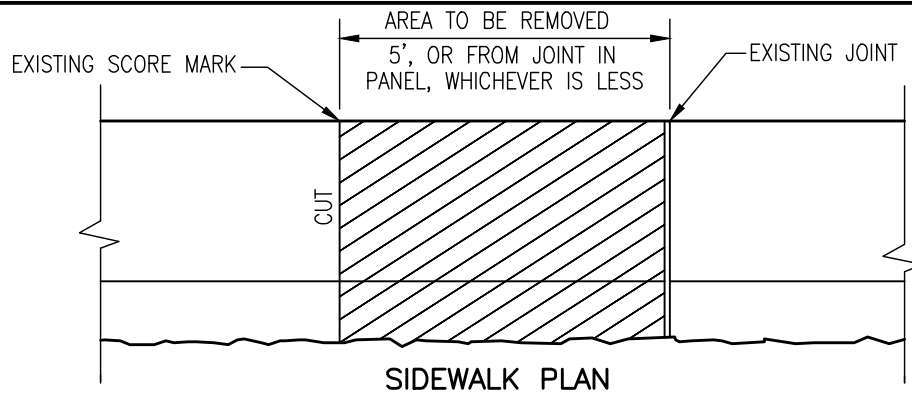 AREA TO BE REMOVED
EXISTING SCORE MARK
5', OR FROM JOINT IN
PANEL, WHICHEVER IS LESS
EXISTING JOINT
CUT
SIDEWALK PLAN